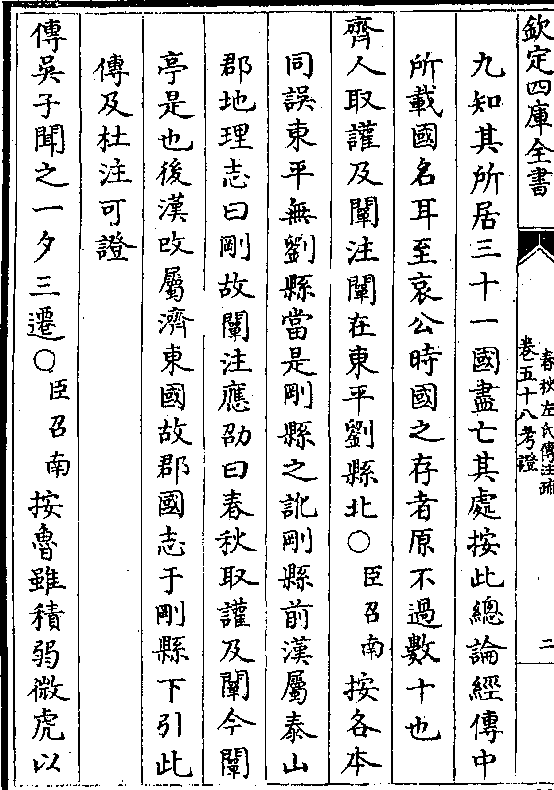 欽定四庫全書
春秋左氏傳注疏
卷五十八考證
二
九知其所居三十一國盡亡其處按此總論經傳中
所載國名耳至哀公時國之存者原不過數十也
齊人取讙及闡注闡在東平劉縣北○臣召南按各本
同誤東平無劉縣當是剛縣之訛剛縣前漢屬泰山
郡地理志曰剛故闡注應劭曰春秋取讙及闡今闡
亭是也後漢改屬濟東國故郡國志于剛縣下引此
傳及杜注可證
傳吳子聞之一夕三遷○臣召南按魯雖積弱微虎以